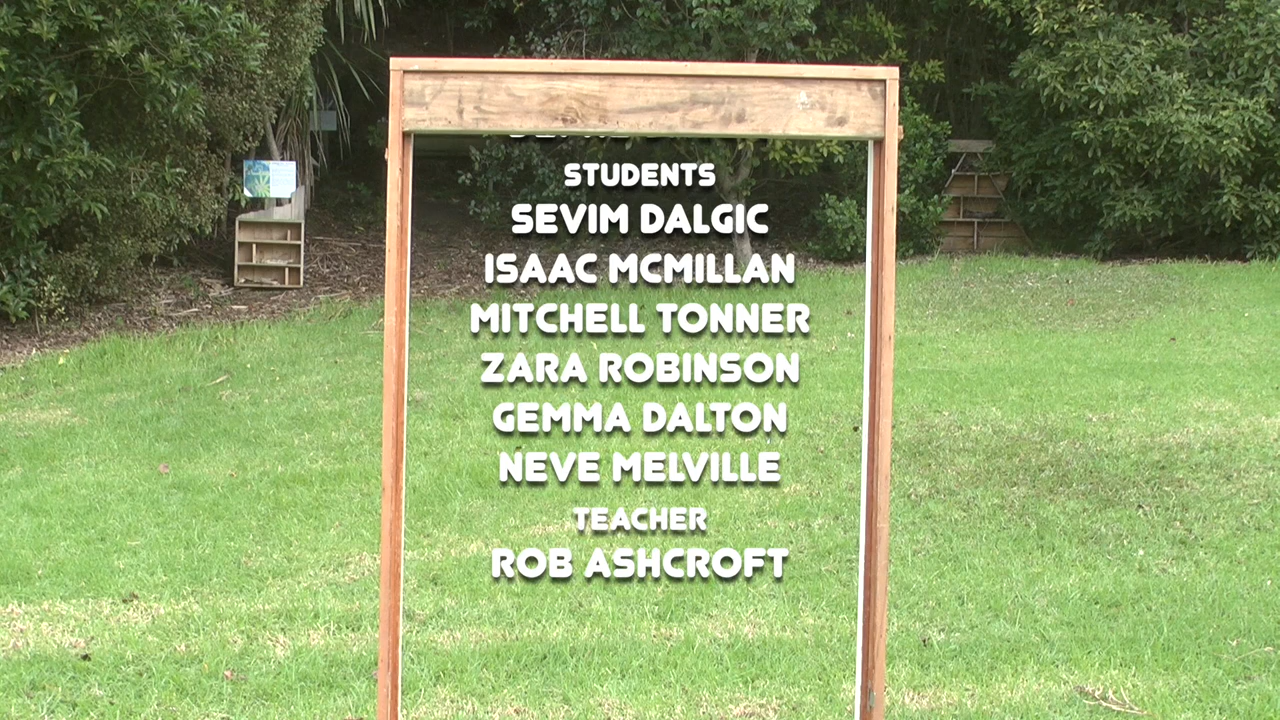 STUDENTS
SEVIM DALGIC
ISAAC MCMILLAN
MITCHELL TONNER
ZARA ROBINSON
GEMMA DALTON
NEVE MELVILLE
TEACHER
ROB ASHCROFT